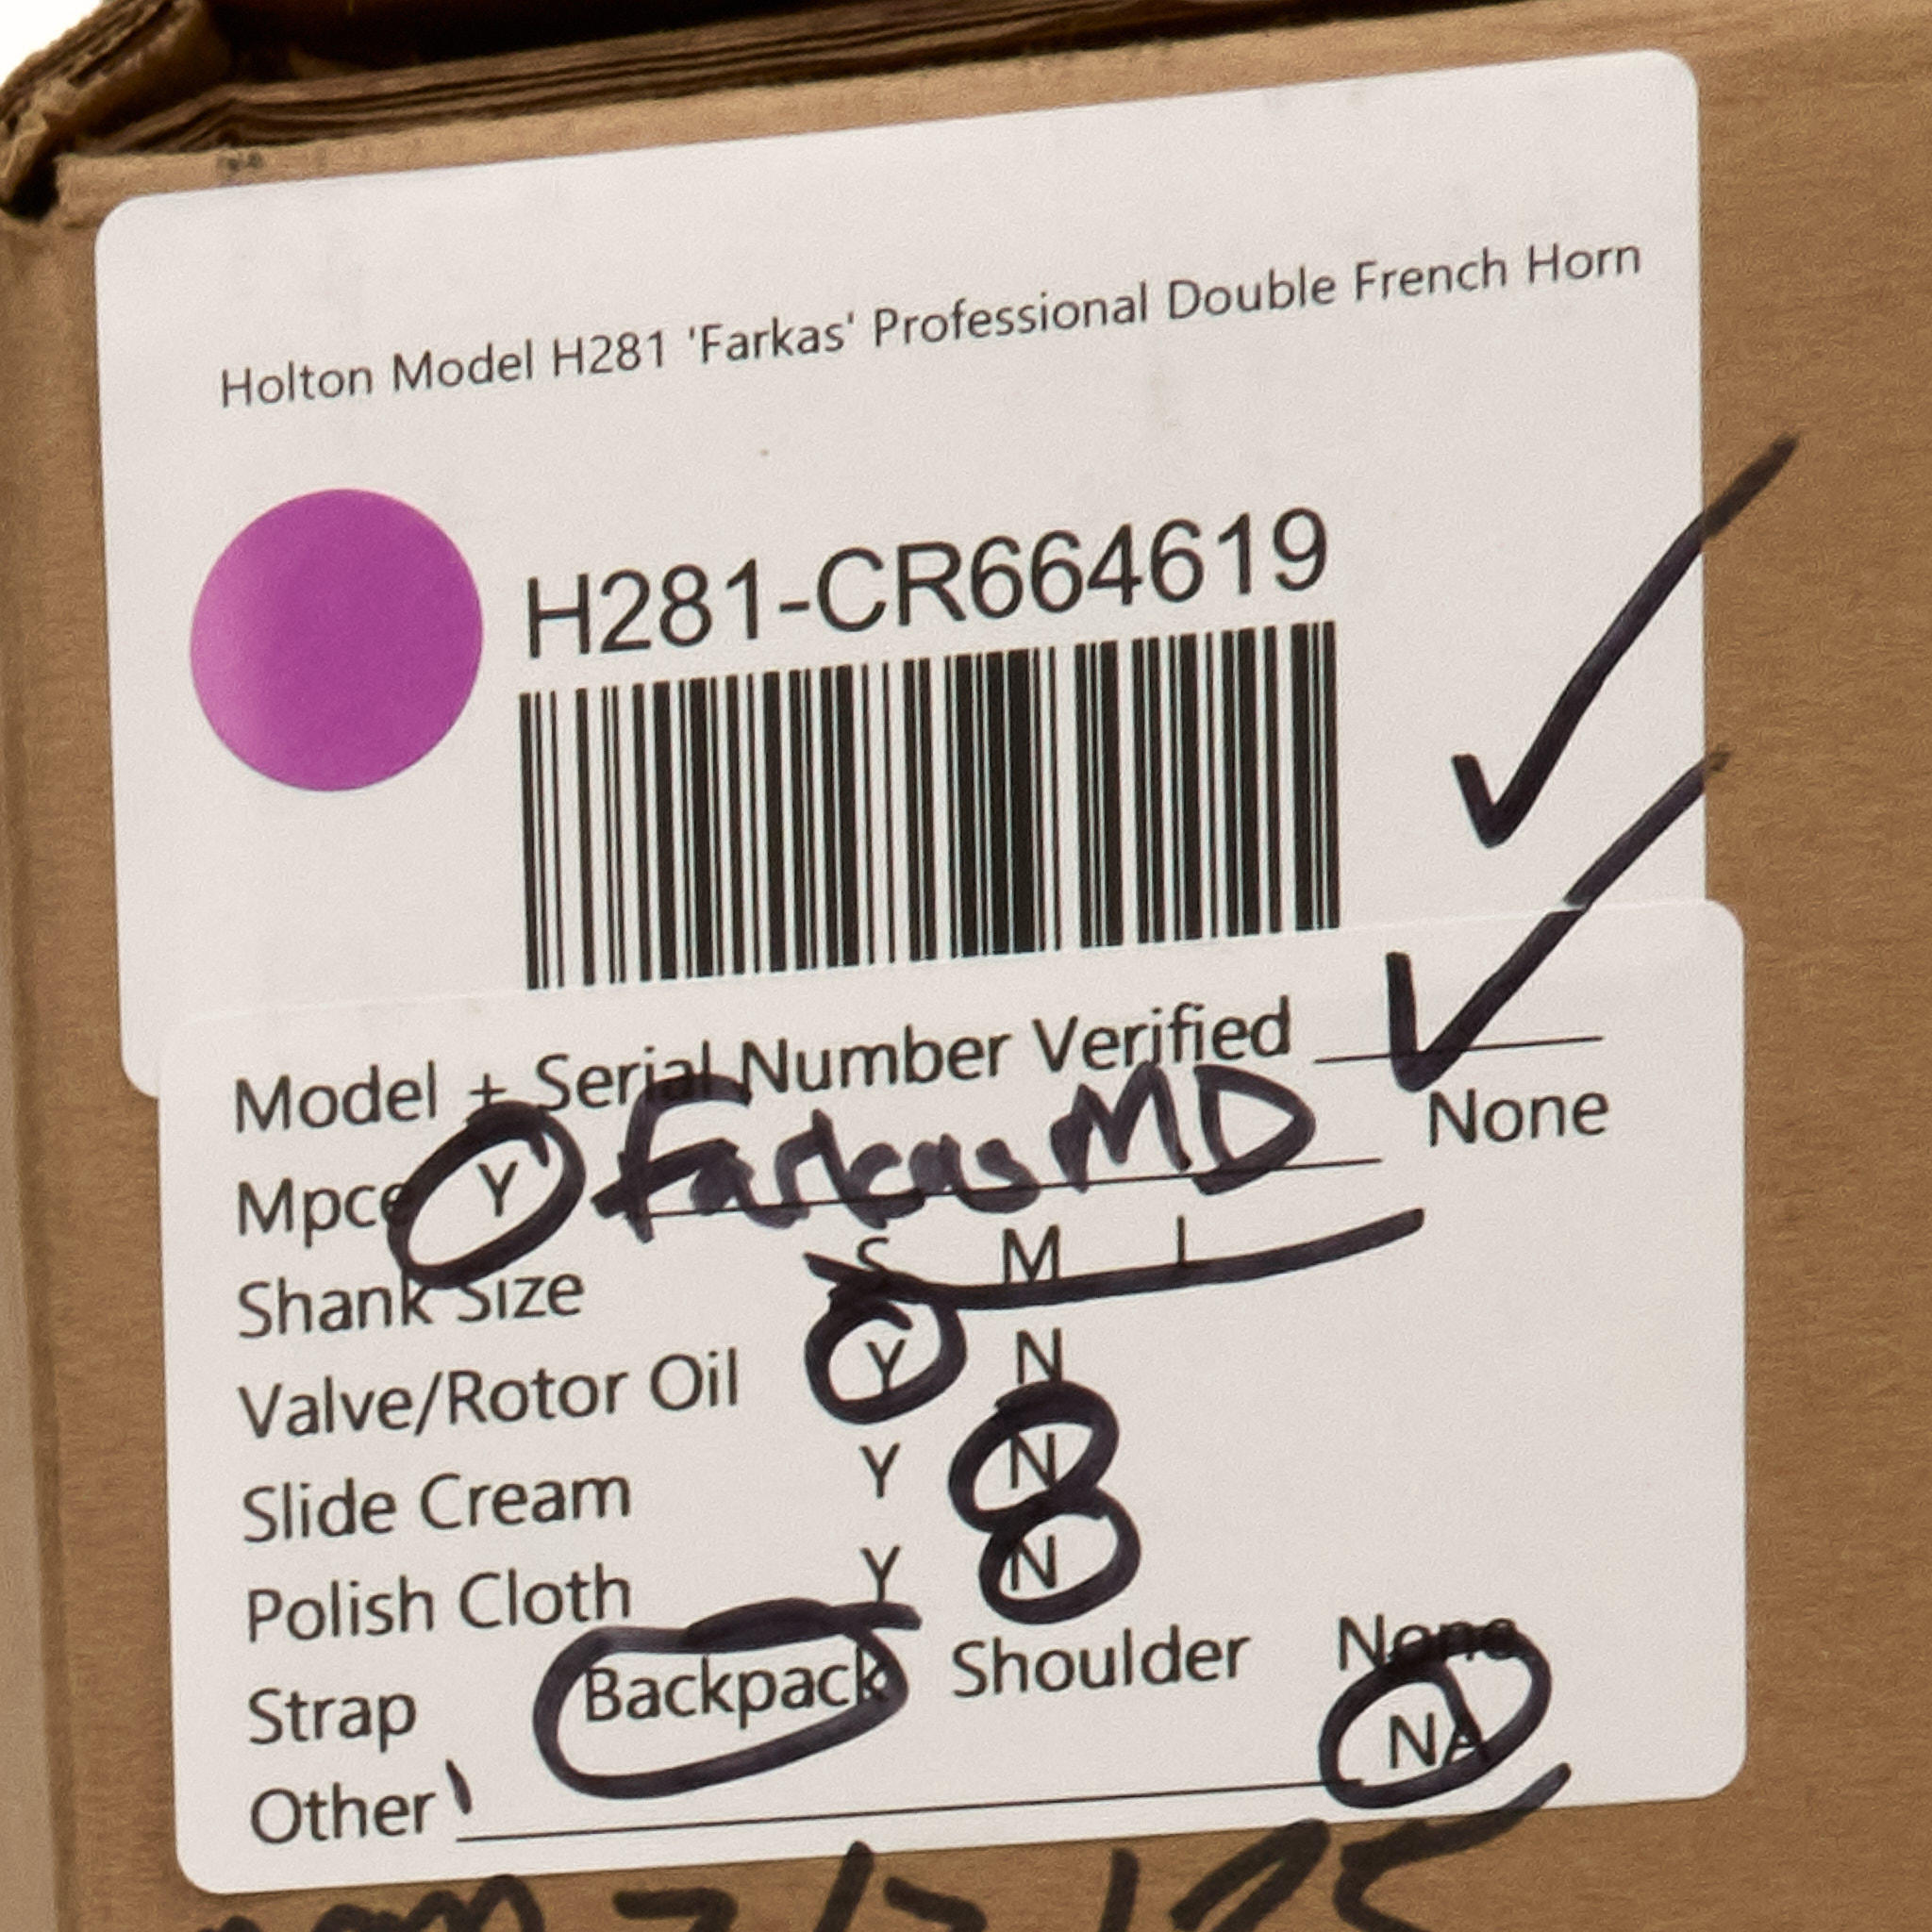 Holton Model H281 'Farkas' Professional Double French Horn
H281-CR664619
Model + Serial Number Verified
Mpce Y Farkas MD None
Shank Size S M L
Valve/Rotor Oil Y N
Slide Cream Y N
Polish Cloth Y N
Strap Backpack Shoulder None
Other NA